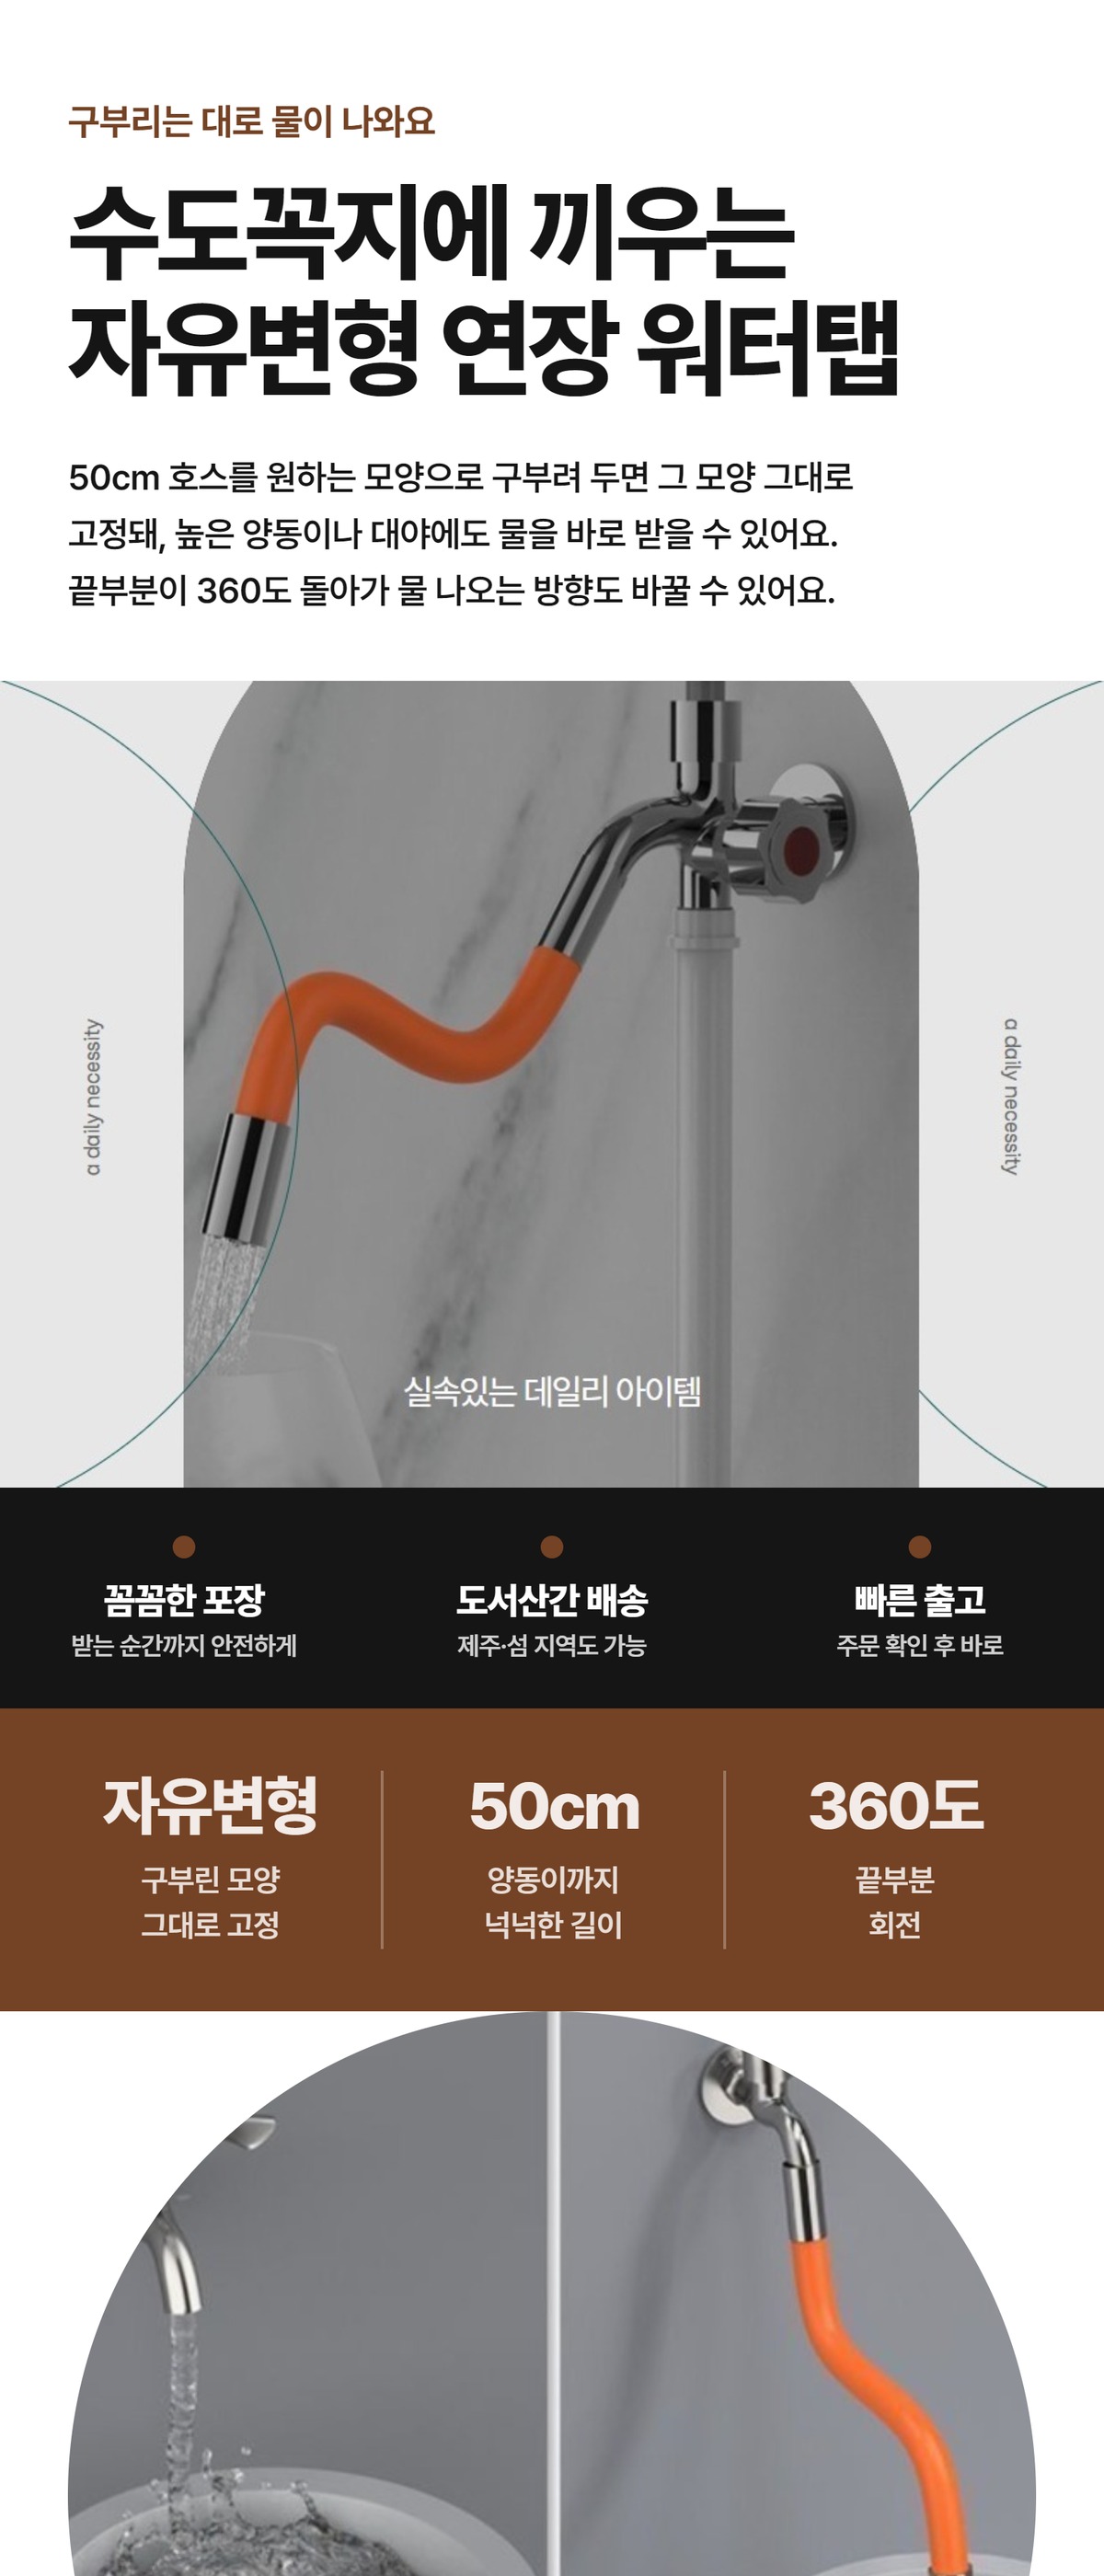 구부리는 대로 물이 나와요
수도꼭지에 끼우는
자유변형 연장 워터탭
50cm 호스를 원하는 모양으로 구부려 두면 그 모양 그대로
고정돼, 높은 양동이나 대야에도 물을 바로 받을 수 있어요.
끝부분이 360도 돌아가 물 나오는 방향도 바꿀 수 있어요.
a daily necessity
a daily necessity
실속있는 데일리 아이템
꼼꼼한 포장
받는 순간까지 안전하게
도서산간 배송
제주·섬 지역도 가능
빠른 출고
주문 확인 후 바로
자유변형
구부린 모양
그대로 고정
50cm
양동이까지
넉넉한 길이
360도
끝부분
회전